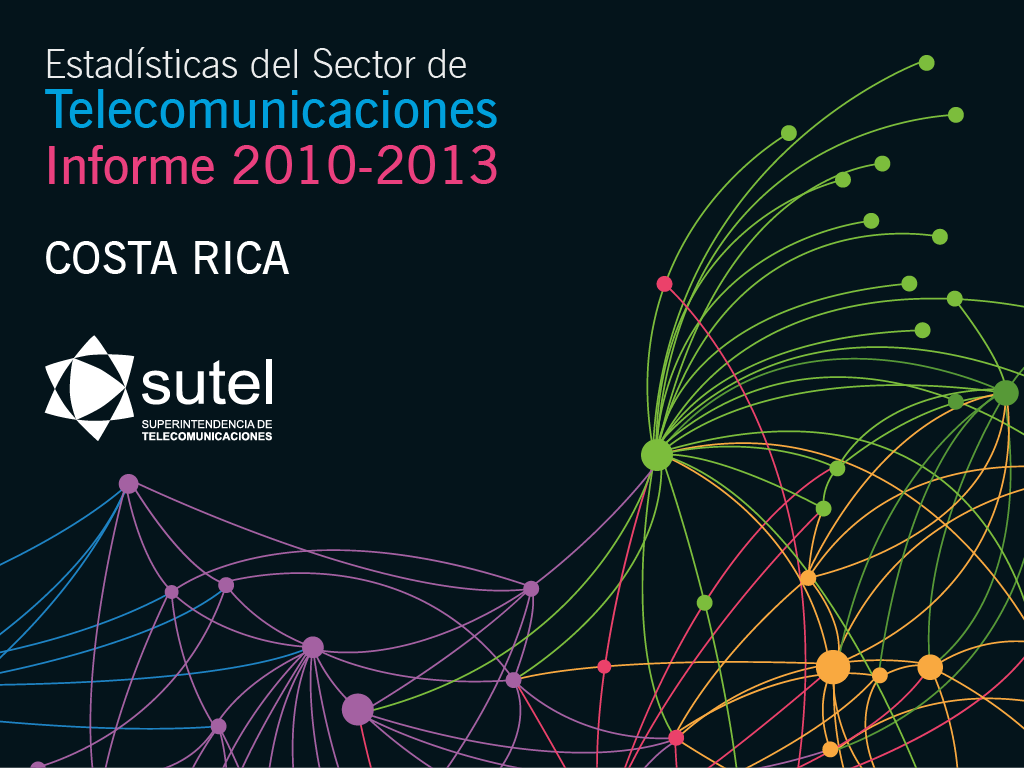 Estadísticas del Sector de
Telecomunicaciones
Informe 2010-2013
COSTA RICA
sutel
SUPERINTENDENCIA DE
TELECOMUNICACIONES